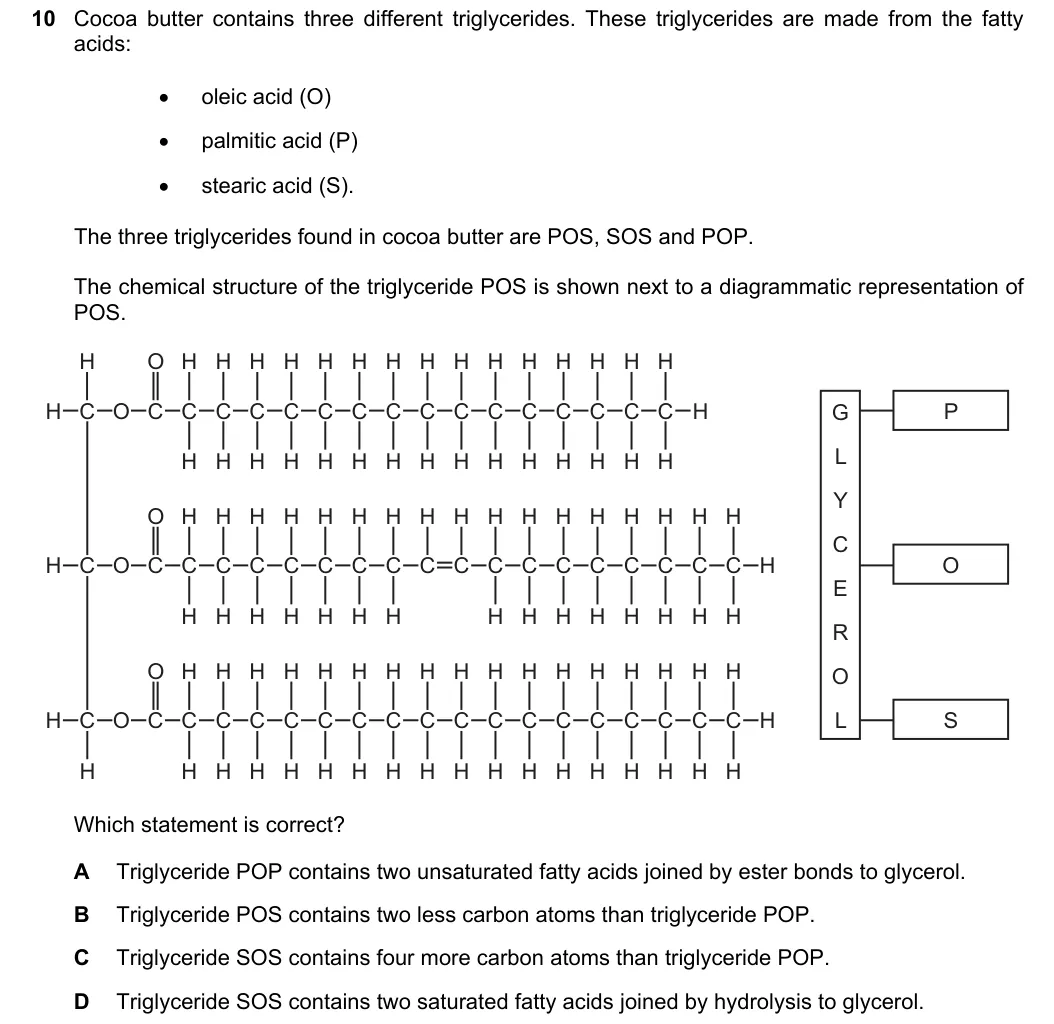 10 Cocoa butter contains three different triglycerides. These triglycerides are made from the fatty
acids:
• oleic acid (O)
• palmitic acid (P)
• stearic acid (S).
The three triglycerides found in cocoa butter are POS, SOS and POP.
The chemical structure of the triglyceride POS is shown next to a diagrammatic representation of
POS.
H O H H H H H H H H H H H H H H H
H–C–O–C–C–C–C–C–C–C–C–C–C–C–C–C–C–C–C–H
H H H H H H H H H H H H H H H
O H H H H H H H H H H H H H H H H H
H–C–O–C–C–C–C–C–C–C–C–C=C–C–C–C–C–C–C–C–C–H
H H H H H H H H H H H H H H H
O H H H H H H H H H H H H H H H H H
H–C–O–C–C–C–C–C–C–C–C–C–C–C–C–C–C–C–C–C–C–H
H H H H H H H H H H H H H H H H H H
GLYCEROL
P
O
S
Which statement is correct?
A Triglyceride POP contains two unsaturated fatty acids joined by ester bonds to glycerol.
B Triglyceride POS contains two less carbon atoms than triglyceride POP.
C Triglyceride SOS contains four more carbon atoms than triglyceride POP.
D Triglyceride SOS contains two saturated fatty acids joined by hydrolysis to glycerol.